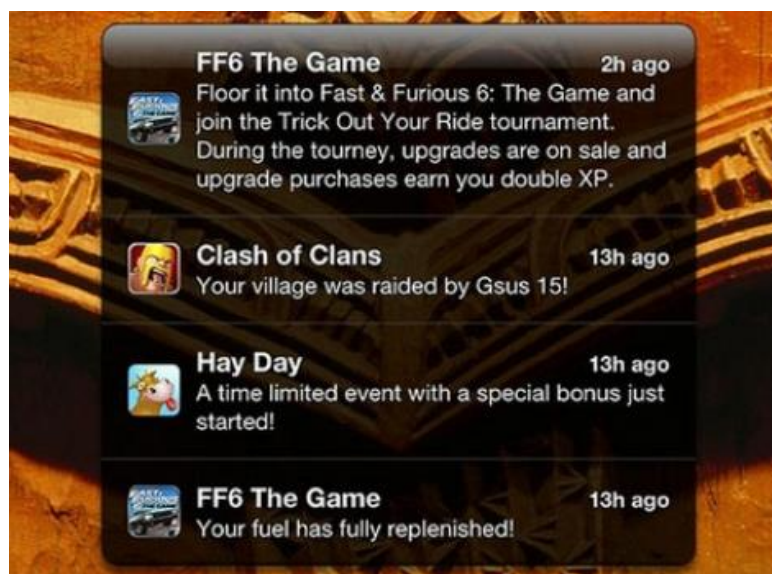 FF6 The Game 2h ago
Floor it into Fast & Furious 6: The Game and
join the Trick Out Your Ride tournament.
During the tourney, upgrades are on sale and
upgrade purchases earn you double XP.
Clash of Clans 13h ago
Your village was raided by Gsus 15!
Hay Day 13h ago
A time limited event with a special bonus just
started!
FF6 The Game 13h ago
Your fuel has fully replenished!